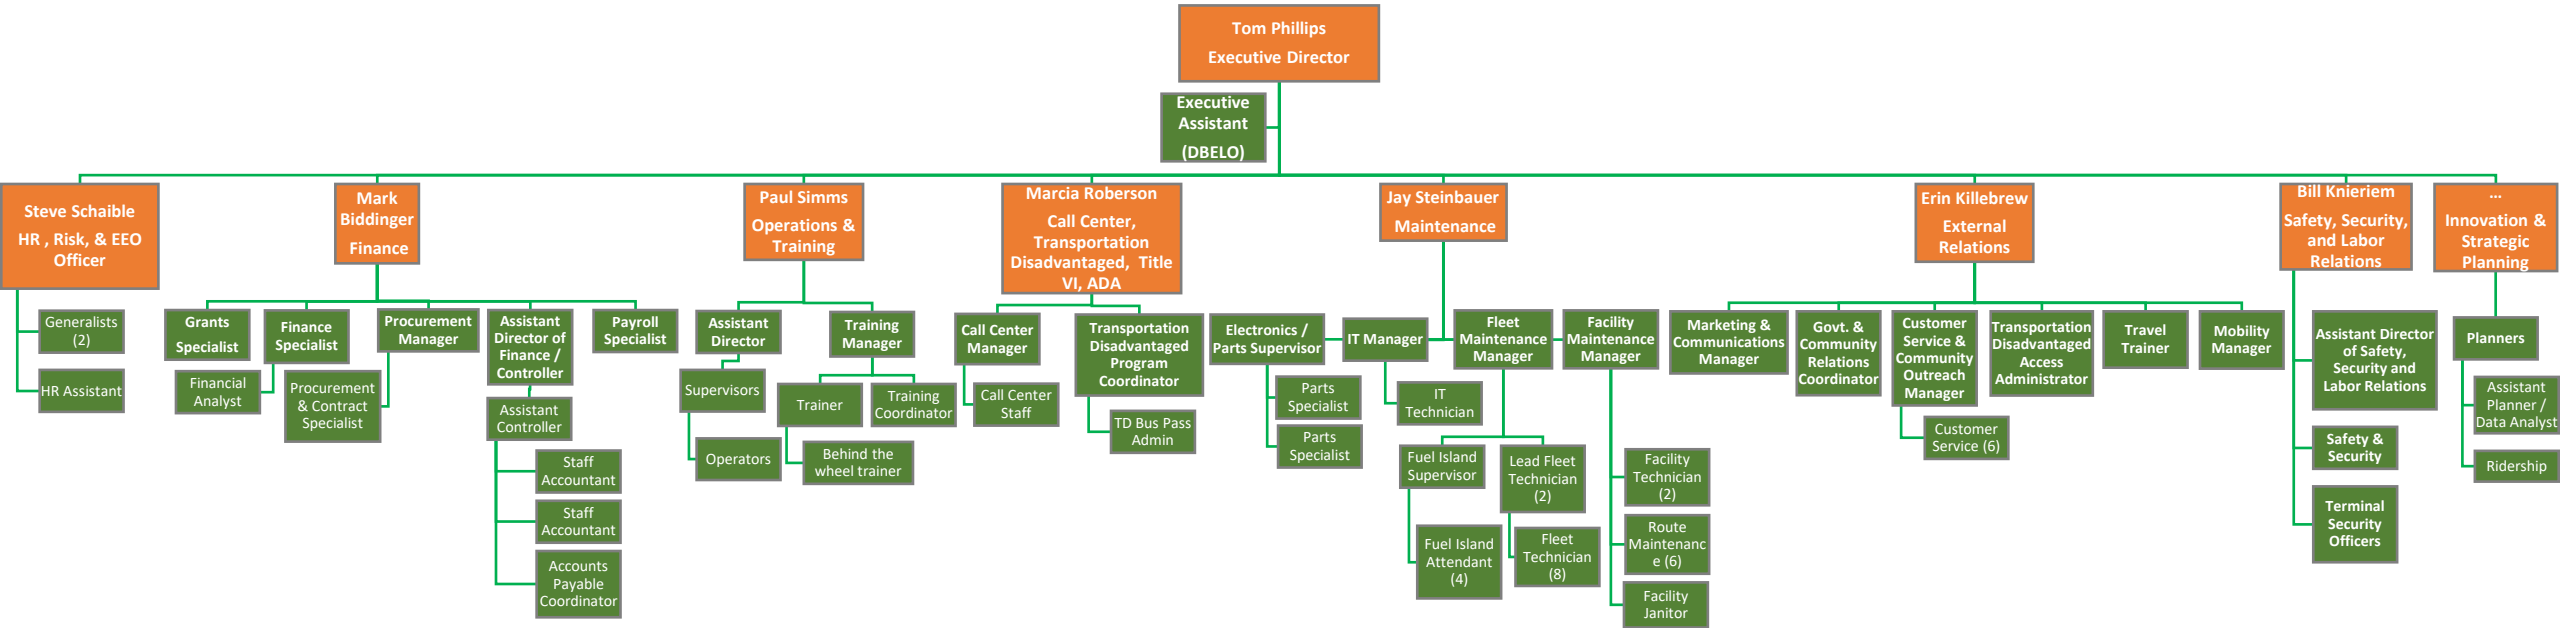 Tom Phillips
Executive Director
Executive
Assistant
(DBELO)
Steve Schaible
HR , Risk, & EEO
Officer
Generalists
(2)
HR Assistant
Mark
Biddinger
Finance
Grants
Specialist
Finance
Specialist
Financial
Analyst
Procurement
Manager
Procurement
& Contract
Specialist
Assistant
Director of
Finance /
Controller
Assistant
Controller
Staff
Accountant
Staff
Accountant
Accounts
Payable
Coordinator
Payroll
Specialist
Paul Simms
Operations &
Training
Assistant
Director
Supervisors
Operators
Training
Manager
Trainer
Behind the
wheel trainer
Training
Coordinator
Marcia Roberson
Call Center,
Transportation
Disadvantaged, Title
VI, ADA
Call Center
Manager
Call Center
Staff
Transportation
Disadvantaged
Program
Coordinator
TD Bus Pass
Admin
Jay Steinbauer
Maintenance
Electronics /
Parts Supervisor
Parts
Specialist
Parts
Specialist
IT Manager
IT
Technician
Fleet
Maintenance
Manager
Fuel Island
Supervisor
Fuel Island
Attendant
(4)
Lead Fleet
Technician
(2)
Fleet
Technician
(8)
Facility
Maintenance
Manager
Facility
Technician
(2)
Route
Maintenanc
e (6)
Facility
Janitor
Erin Killebrew
External
Relations
Marketing &
Communications
Manager
Govt. &
Community
Relations
Coordinator
Customer
Service &
Community
Outreach
Manager
Customer
Service (6)
Transportation
Disadvantaged
Access
Administrator
Travel
Trainer
Mobility
Manager
Bill Knieriem
Safety, Security,
and Labor
Relations
Assistant Director
of Safety,
Security and
Labor Relations
Safety &
Security
Terminal
Security
Officers
...
Innovation &
Strategic
Planning
Planners
Assistant
Planner /
Data Analyst
Ridership